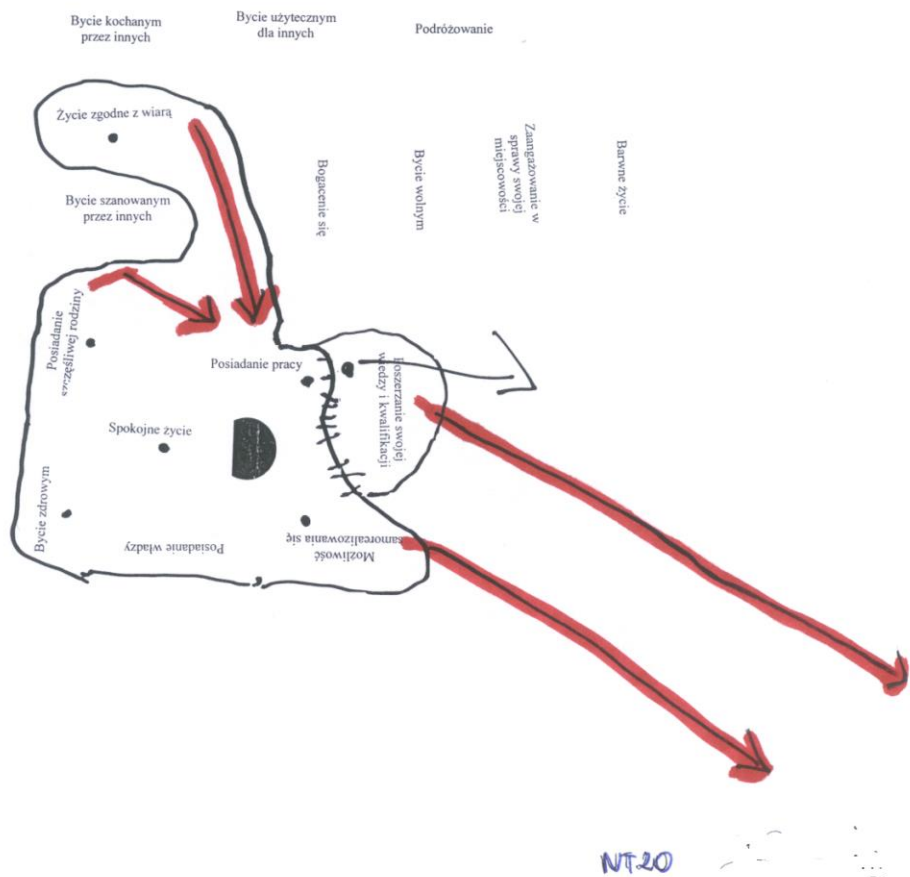 Bycie kochanym
przez innych
Bycie użytecznym
dla innych
Podróżowanie
Życie zgodne z wiarą
Bycie szanowanym
przez innych
Bogacenie się
Bycie wolnym
Zaangażowanie w
sprawy swojej
miejscowości
Barwne życie
Posiadanie
szczęśliwej rodziny
Posiadanie pracy
Poszerzanie swojej
wiedzy i kwalifikacji
Spokojne życie
Bycie zdrowym
Posiadanie władzy
Możliwość
samorealizowania się
NT20